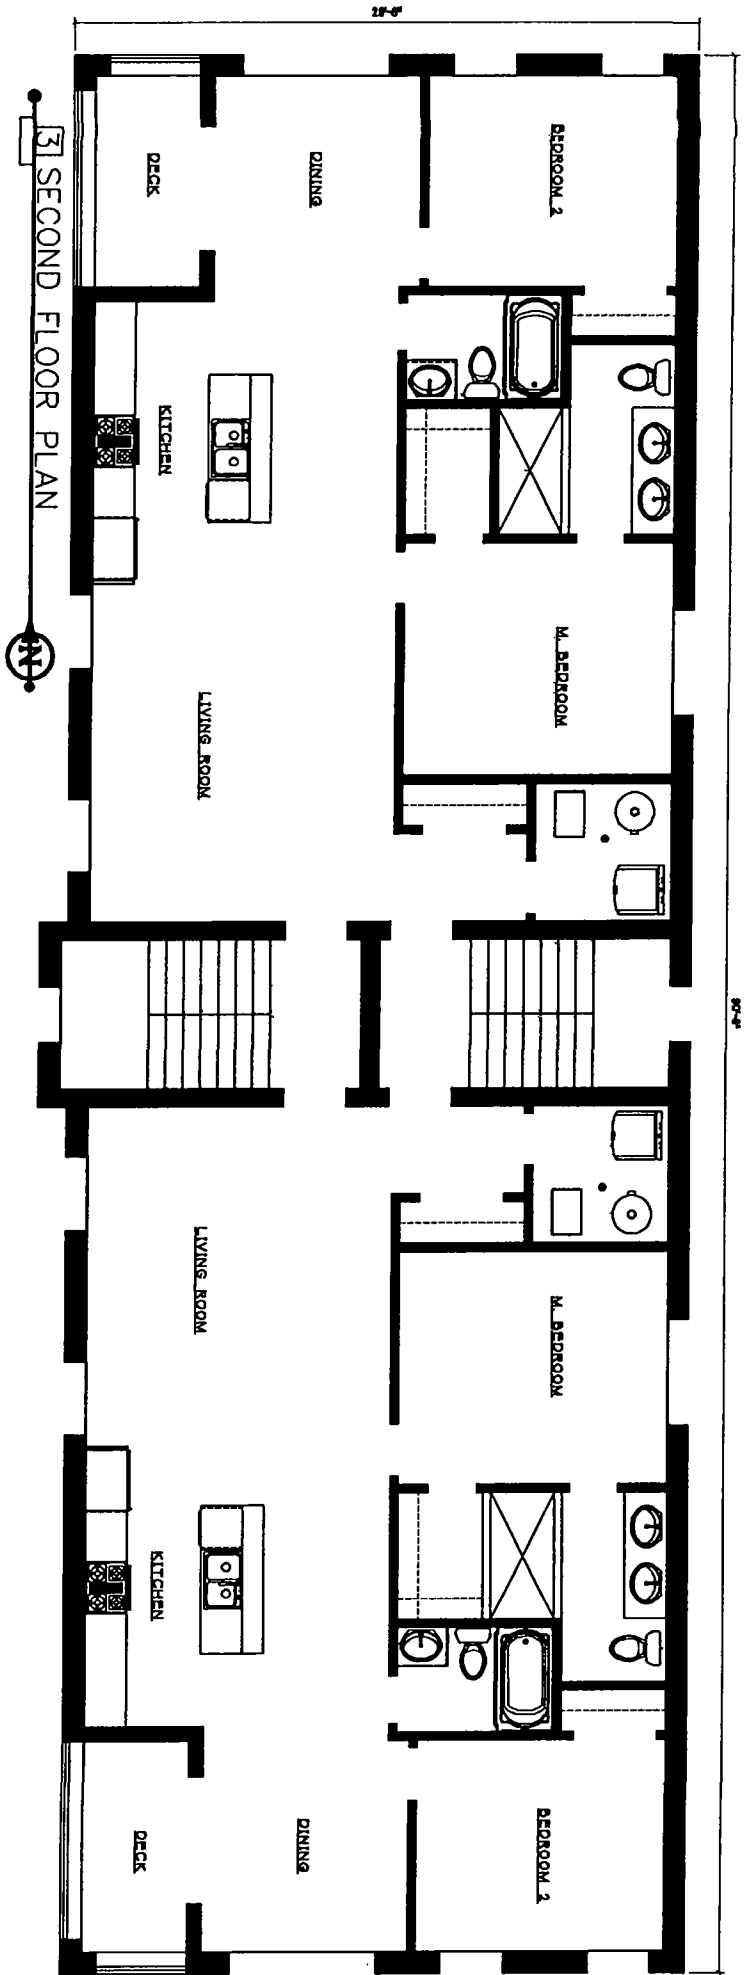 BEDROOM 2
M. BEDROOM
M. BEDROOM
BEDROOM 2
DINING
LIVING ROOM
LIVING ROOM
DINING
DECK
KITCHEN
KITCHEN
DECK
3 SECOND FLOOR PLAN
N